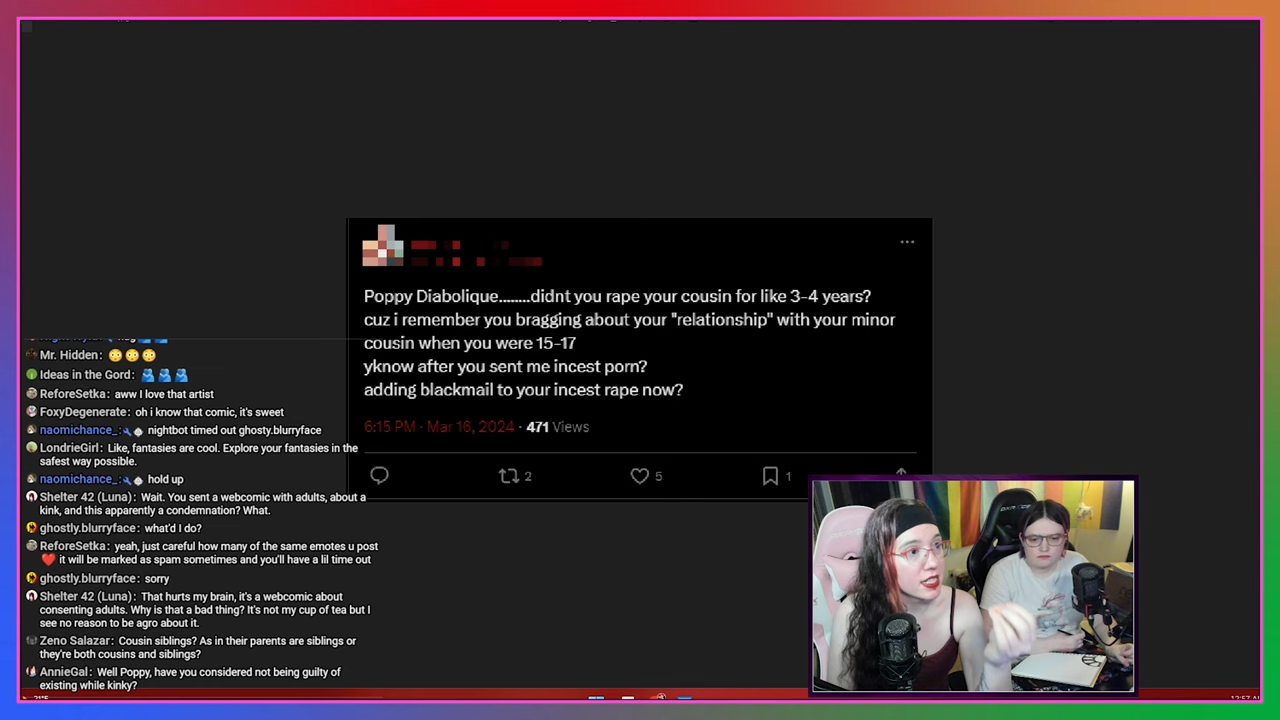 Poppy Diabolique........didnt you rape your cousin for like 3-4 years?
cuz i remember you bragging about your "relationship" with your minor
cousin when you were 15-17
yknow after you sent me incest porn?
adding blackmail to your incest rape now?
6:15 PM · Mar 16, 2024 · 471 Views
2
5
1
Mr. Hidden:
Ideas in the Gord:
ReforeSetka: aww I love that artist
FoxyDegenerate: oh i know that comic, it's sweet
naomichance_: nightbot timed out ghosty.blurryface
LondrieGirl: Like, fantasies are cool. Explore your fantasies in the
safest way possible.
naomichance_: hold up
Shelter 42 (Luna): Wait. You sent a webcomic with adults, about a
kink, and this apparently a condemnation? What.
ghostly.blurryface: what'd I do?
ReforeSetka: yeah, just careful how many of the same emotes u post
it will be marked as spam sometimes and you'll have a lil time out
ghostly.blurryface: sorry
Shelter 42 (Luna): That hurts my brain, it's a webcomic about
consenting adults. Why is that a bad thing? It's not my cup of tea but I
see no reason to be agro about it.
Zeno Salazar: Cousin siblings? As in their parents are siblings or
they're both cousins and siblings?
AnnieGal: Well Poppy, have you considered not being guilty of
existing while kinky?